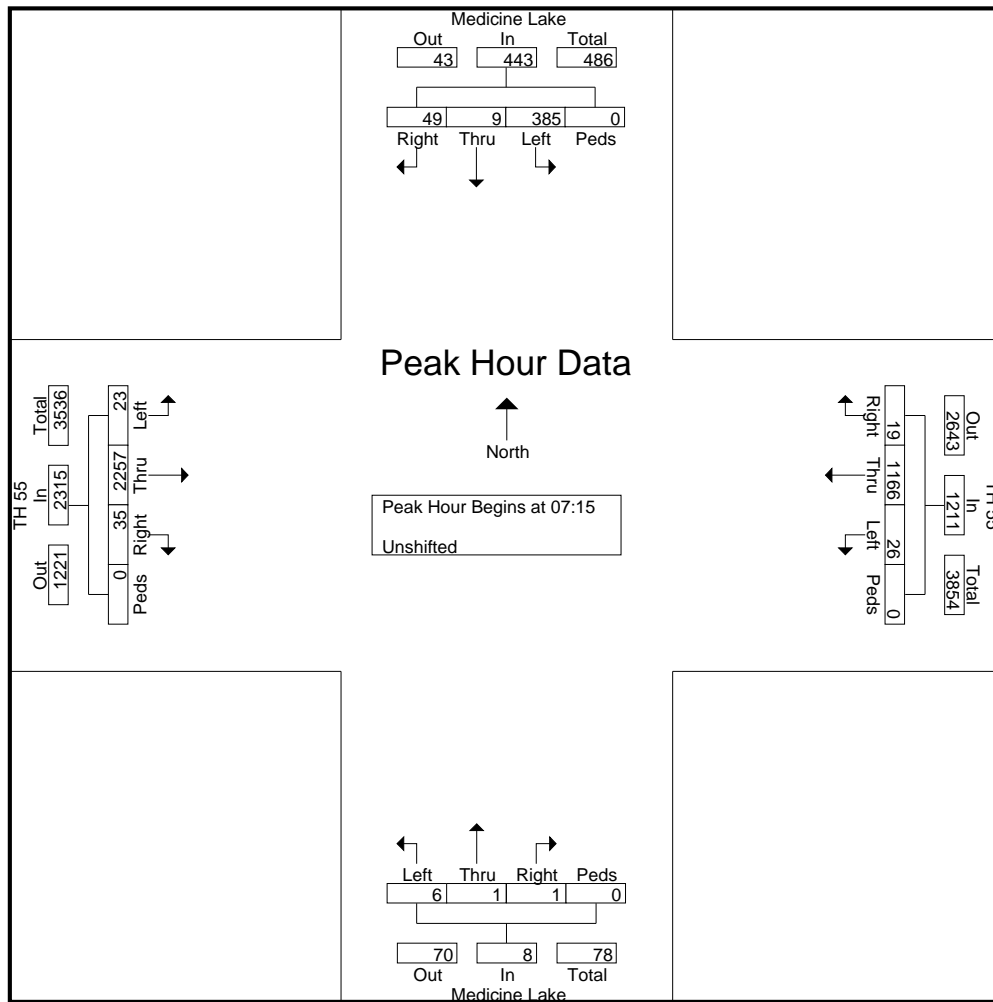 Medicine Lake
Out In Total
43 443 486
49 9 385 0
Right Thru Left Peds
Peak Hour Data
North
Peak Hour Begins at 07:15
Unshifted
TH 55
Total In Out
3536 2315 1221
23 2257 35 0
Left Thru Right Peds
Right Thru Left Peds
19 1166 26 0
Out In Total
2643 1211 3854
TH 55
Left Thru Right Peds
6 1 1 0
70 8 78
Out In Total
Medicine Lake